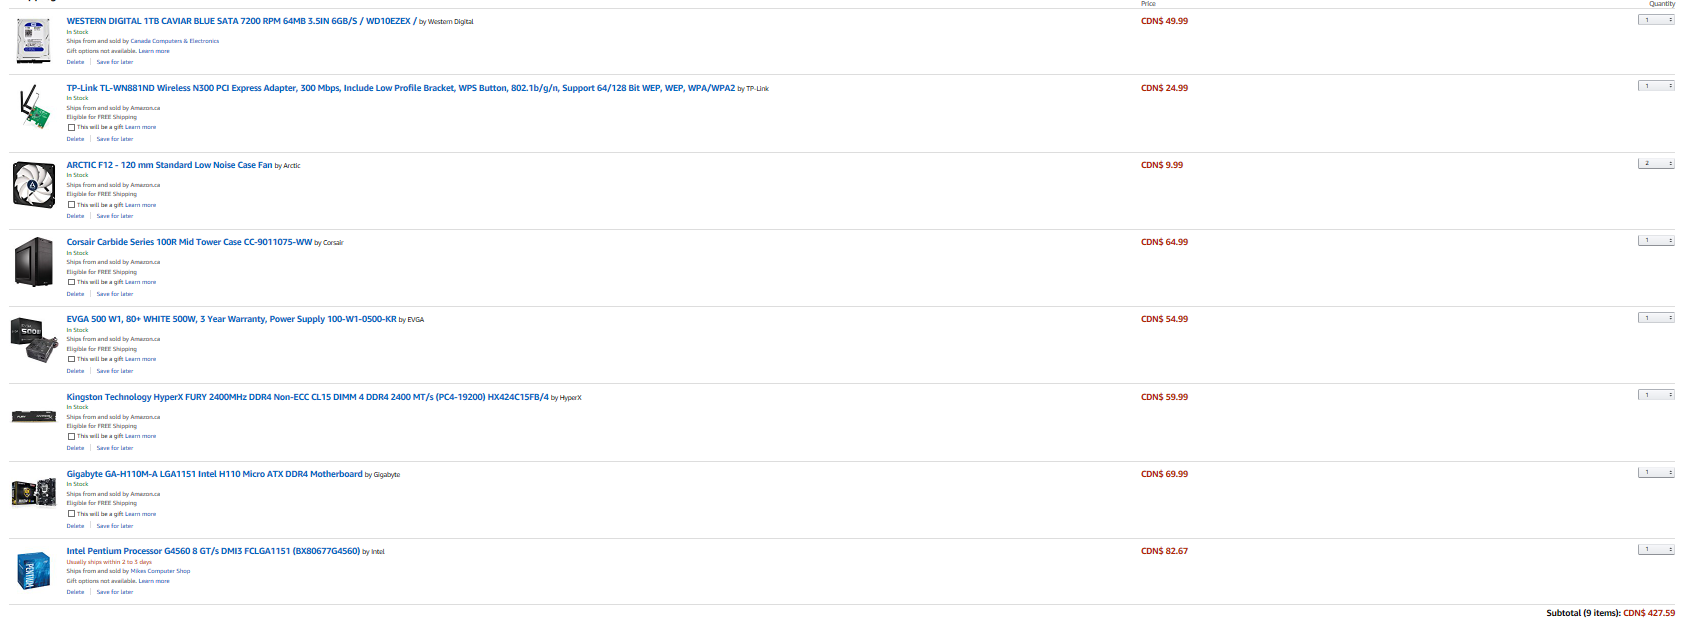 Price Quantity
WESTERN DIGITAL 1TB CAVIAR BLUE SATA 7200 RPM 64MB 3.5IN 6GB/S / WD10EZEX / by Western Digital CDN$ 49.99 1
In Stock
Ships from and sold by Canada Computers & Electronics
Gift options not available. Learn more
Delete | Save for later
TP-Link TL-WN881ND Wireless N300 PCI Express Adapter, 300 Mbps, Include Low Profile Bracket, WPS Button, 802.1b/g/n, Support 64/128 Bit WEP, WEP, WPA/WPA2 by TP-Link CDN$ 24.99 1
In Stock
Ships from and sold by Amazon.ca
Eligible for FREE Shipping
This will be a gift Learn more
Delete | Save for later
ARCTIC F12 - 120 mm Standard Low Noise Case Fan by Arctic CDN$ 9.99 2
In Stock
Ships from and sold by Amazon.ca
Eligible for FREE Shipping
This will be a gift Learn more
Delete | Save for later
Corsair Carbide Series 100R Mid Tower Case CC-9011075-WW by Corsair CDN$ 64.99 1
In Stock
Ships from and sold by Amazon.ca
Eligible for FREE Shipping
This will be a gift Learn more
Delete | Save for later
EVGA 500 W1, 80+ WHITE 500W, 3 Year Warranty, Power Supply 100-W1-0500-KR by EVGA CDN$ 54.99 1
In Stock
Ships from and sold by Amazon.ca
Eligible for FREE Shipping
This will be a gift Learn more
Delete | Save for later
Kingston Technology HyperX FURY 2400MHz DDR4 Non-ECC CL15 DIMM 4 DDR4 2400 MT/s (PC4-19200) HX424C15FB/4 by HyperX CDN$ 59.99 1
In Stock
Ships from and sold by Amazon.ca
Eligible for FREE Shipping
This will be a gift Learn more
Delete | Save for later
Gigabyte GA-H110M-A LGA1151 Intel H110 Micro ATX DDR4 Motherboard by Gigabyte CDN$ 69.99 1
In Stock
Ships from and sold by Amazon.ca
Eligible for FREE Shipping
This will be a gift Learn more
Delete | Save for later
Intel Pentium Processor G4560 8 GT/s DMI3 FCLGA1151 (BX80677G4560) by Intel CDN$ 82.67 1
Usually ships within 2 to 3 days
Ships from and sold by Mikes Computer Shop
Gift options not available. Learn more
Delete | Save for later
Subtotal (9 items): CDN$ 427.59